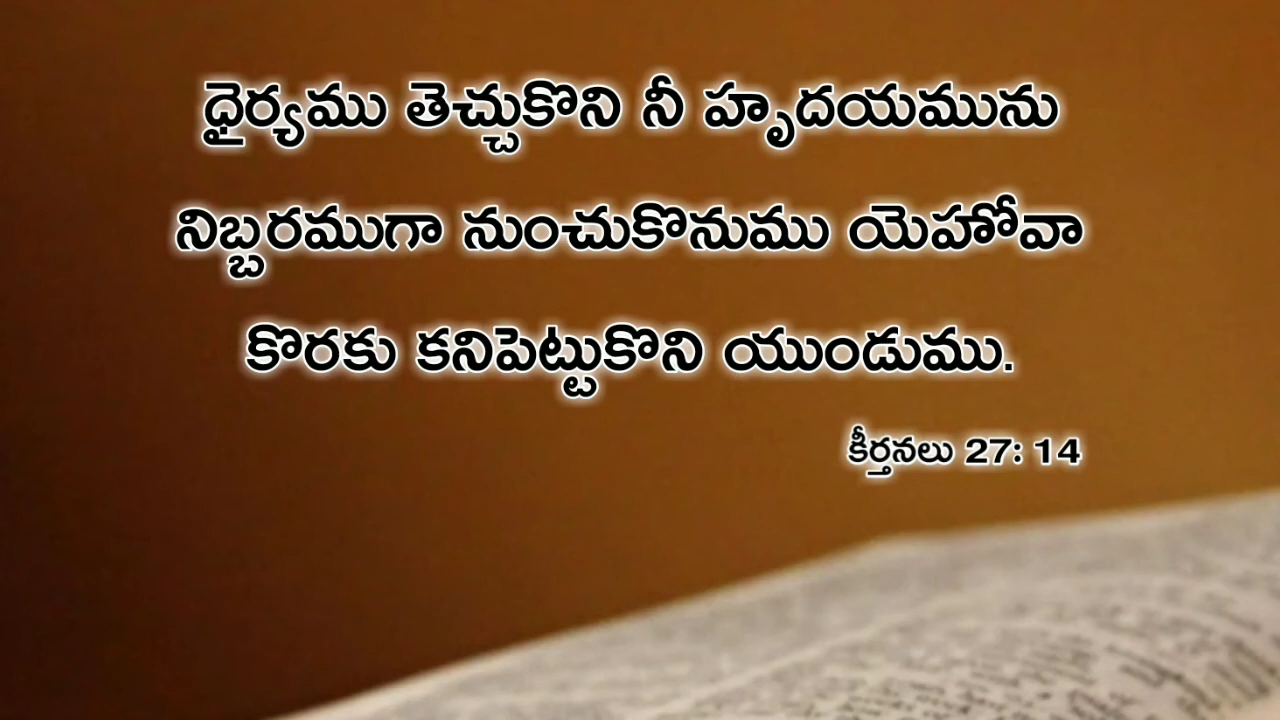 ధైర్యము తెచ్చుకొని నీ హృదయమును
నిబ్బరముగా నుంచుకొనుము యెహోవా
కొరకు కనిపెట్టుకొని యుండుము.
కీర్తనలు 27: 14